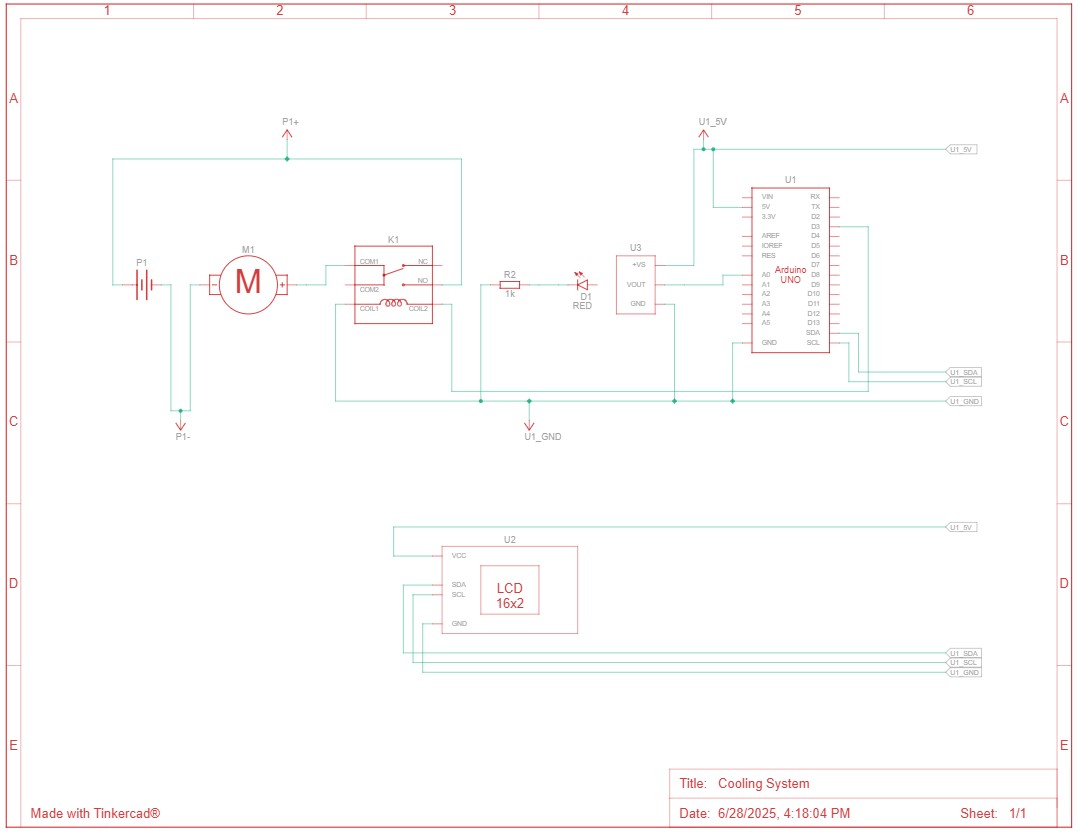 1 2 3 4 5 6
A A
P1+ U1_5V
U1_5V
U1
VIN RX
5V TX
3.3V D2
D3
AREF D4
IOREF D5
RES D6
D7
A0 D8
A1 D9
A2 D10
A3 D11
A4 D12
A5 D13
SDA
GND SCL
Arduino
UNO
B B
P1
M1
M
- +
K1
COM1 NC
NO
COM2
COIL1 COIL2
R2
1k
D1
RED
U3
+VS
VOUT
GND
U1_SDA
U1_SCL
U1_GND
C C
P1- U1_GND
U1_5V
U2
VCC
SDA
SCL
GND
LCD
16x2
D D
U1_SDA
U1_SCL
U1_GND
E E
Title: Cooling System
Made with Tinkercad®
Date: 6/28/2025, 4:18:04 PM Sheet: 1/1